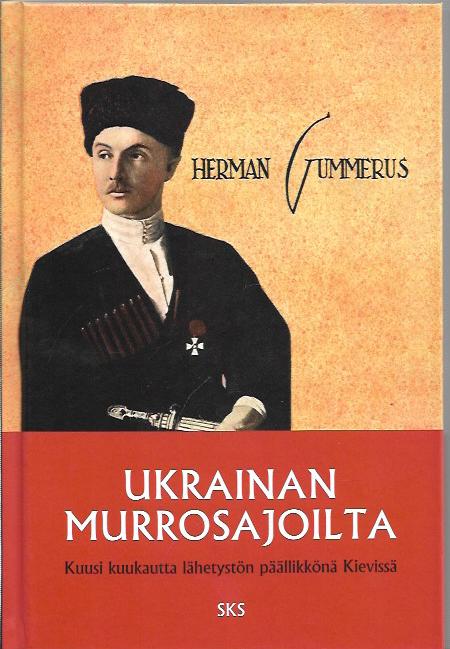 HERMAN GUMMERUS
UKRAINAN
MURROSAJOILTA
Kuusi kuukautta lähetystön päällikkönä Kievissä
SKS